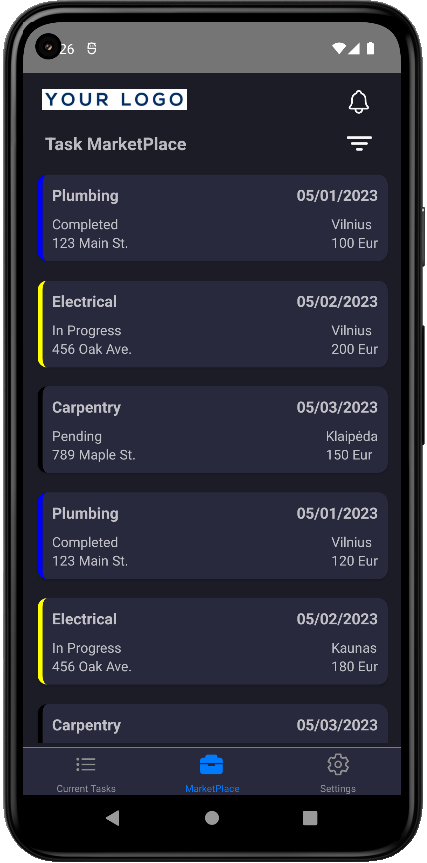 26
YOUR LOGO
Task MarketPlace
Plumbing 05/01/2023
Completed Vilnius
123 Main St. 100 Eur
Electrical 05/02/2023
In Progress Vilnius
456 Oak Ave. 200 Eur
Carpentry 05/03/2023
Pending Klaipėda
789 Maple St. 150 Eur
Plumbing 05/01/2023
Completed Vilnius
123 Main St. 120 Eur
Electrical 05/02/2023
In Progress Kaunas
456 Oak Ave. 180 Eur
Carpentry 05/03/2023
Current Tasks MarketPlace Settings